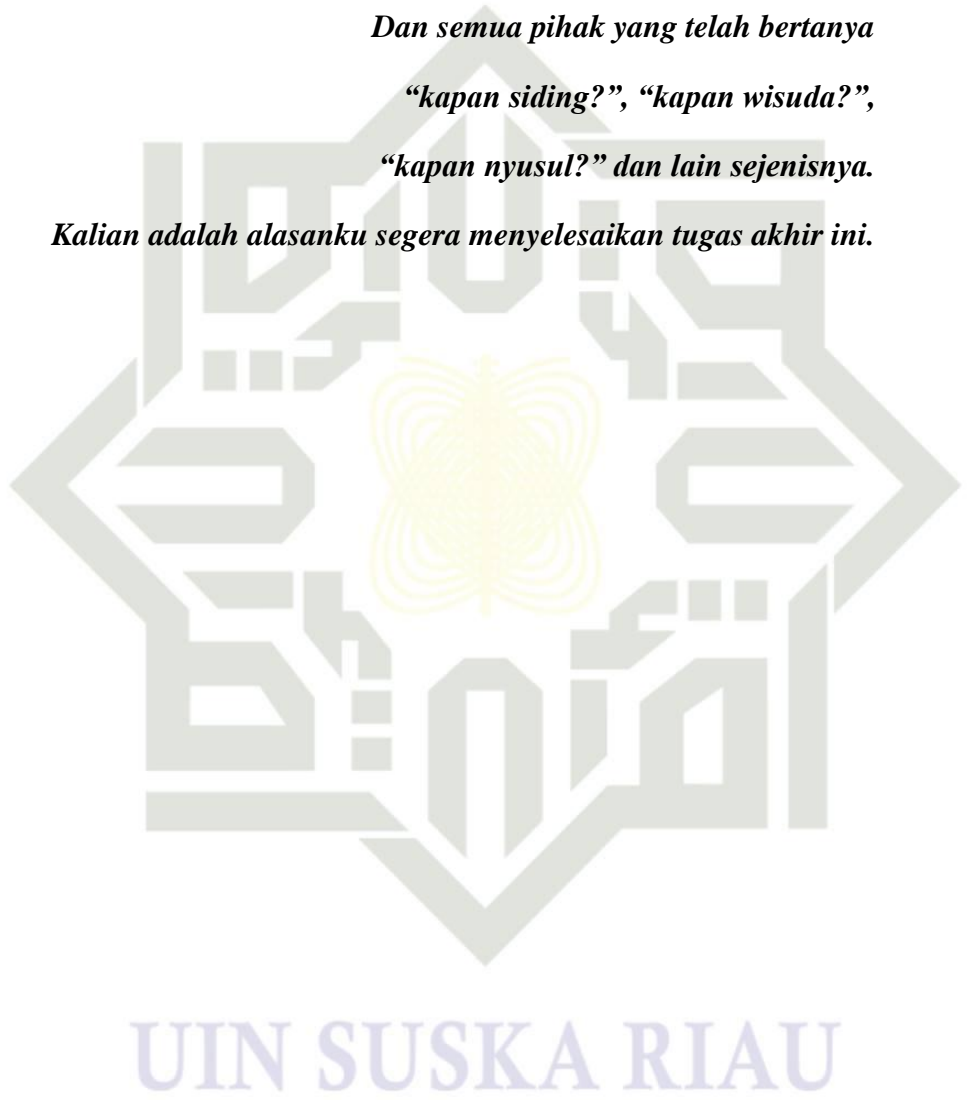 Dan semua pihak yang telah bertanya
“kapan siding?”, “kapan wisuda?”,
“kapan nyusul?” dan lain sejenisnya.
Kalian adalah alasanku segera menyelesaikan tugas akhir ini.
UIN SUSKA RIAU